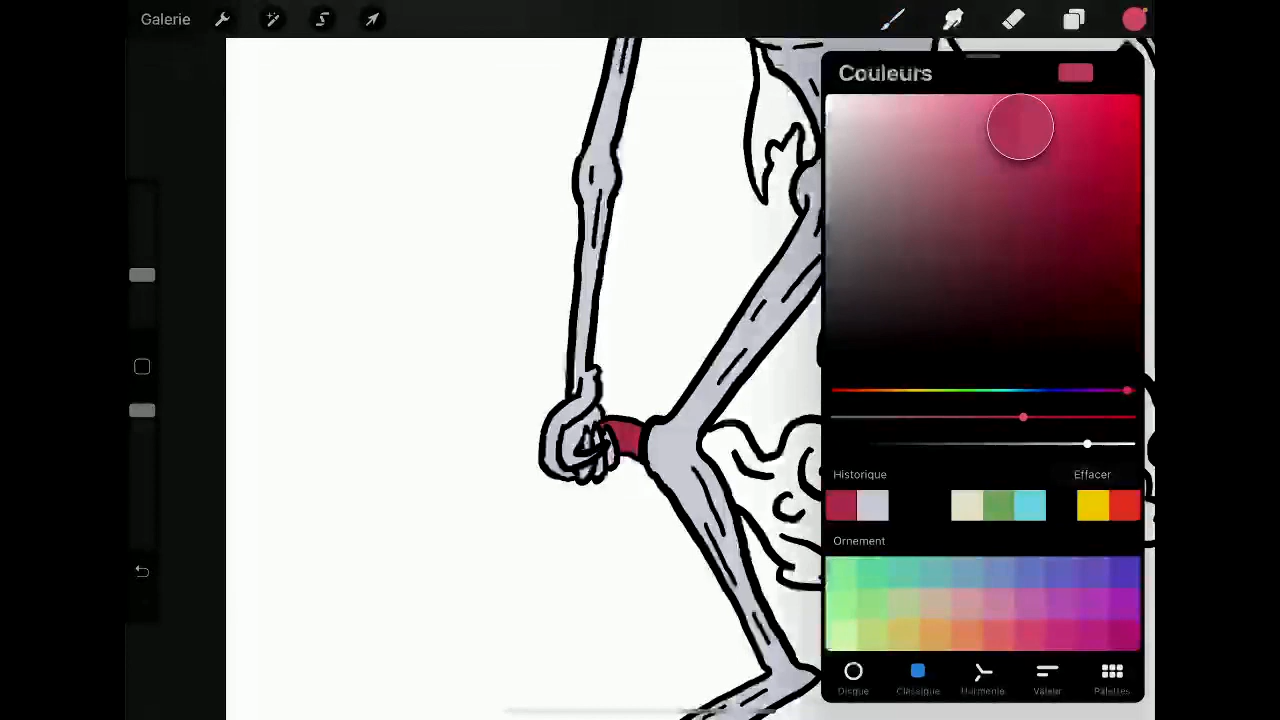 Galerie
Couleurs
Historique
Effacer
Ornement
Disque
Classique
Harmonie
Valeur
Palettes